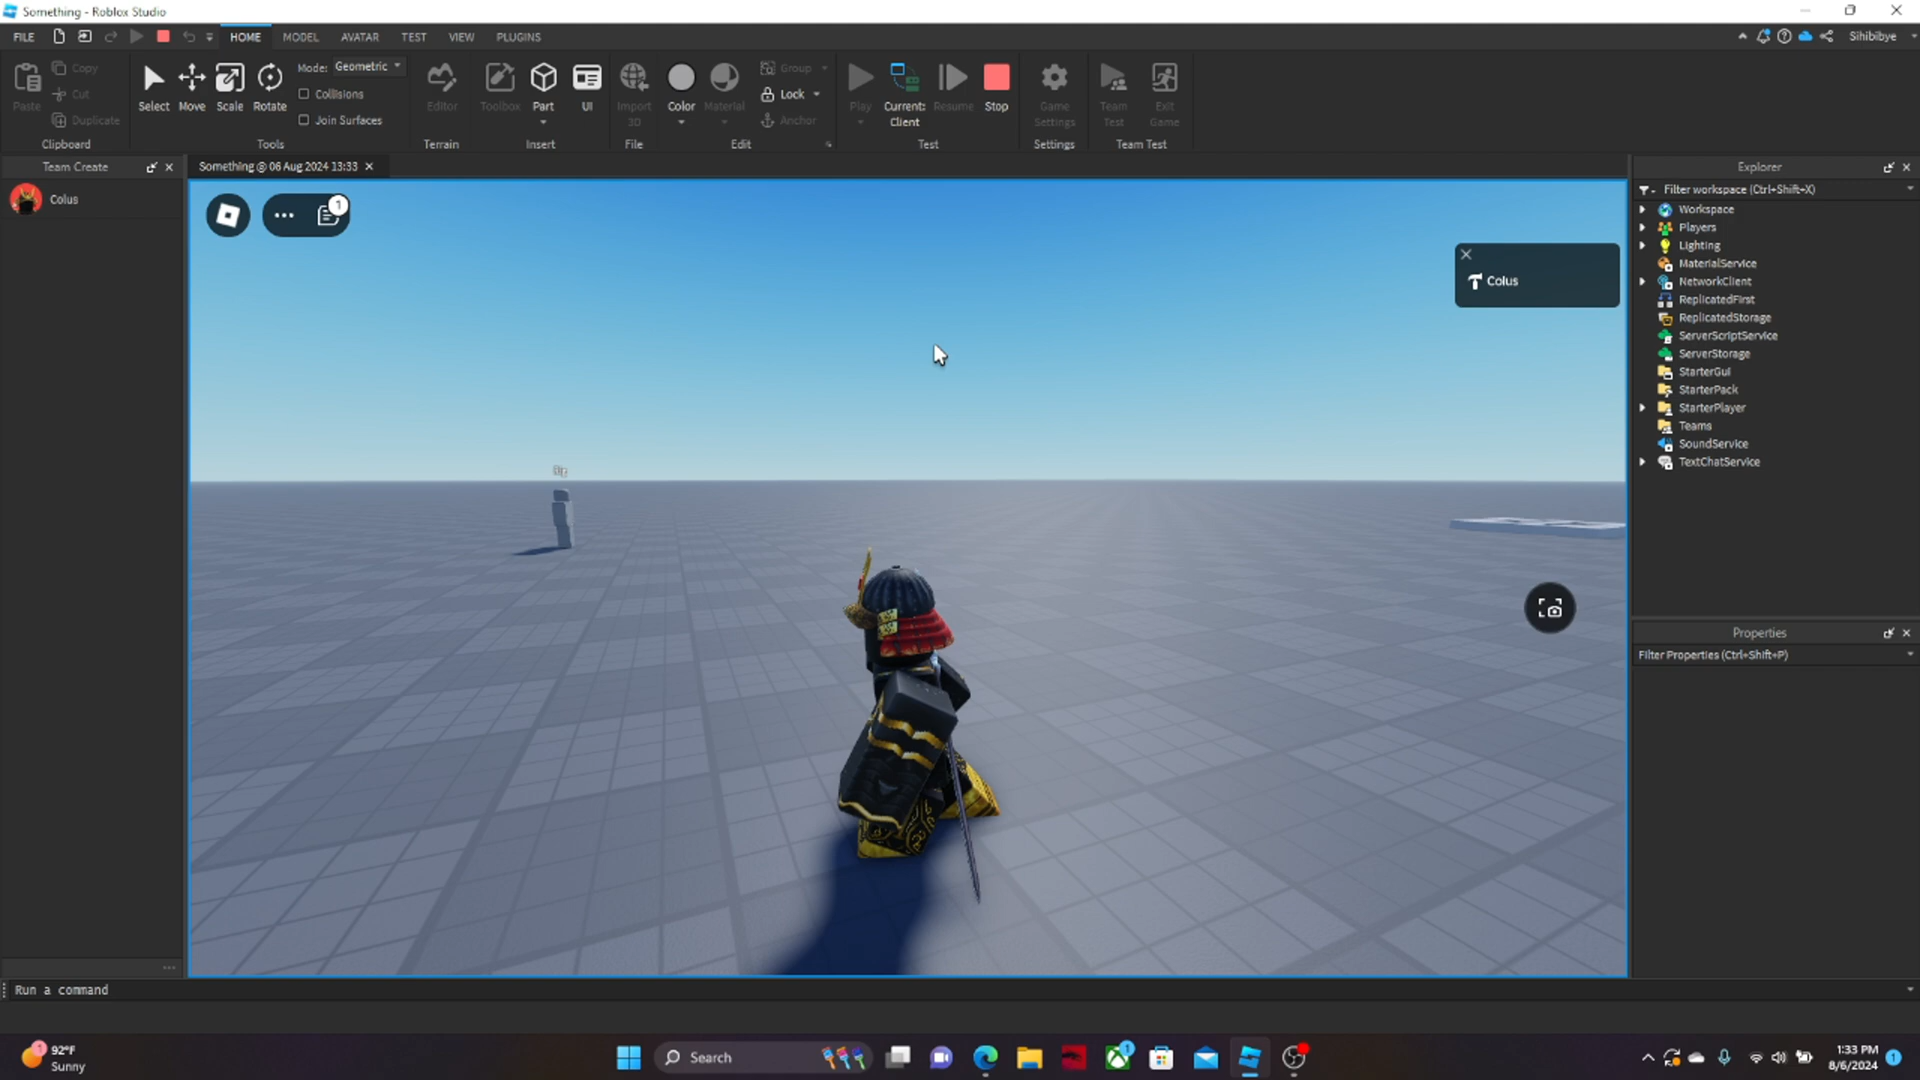 Something - Roblox Studio
FILE
HOME
MODEL
AVATAR
TEST
VIEW
PLUGINS
Sihibibye
Paste
Copy
Cut
Duplicate
Clipboard
Select
Move
Scale
Rotate
Mode: Geometric
Collisions
Join Surfaces
Tools
Editor
Terrain
Toolbox
Part
UI
Insert
Import
3D
File
Color
Material
Group
Lock
Anchor
Edit
Play
Current:
Client
Resume
Stop
Test
Game
Settings
Settings
Team
Test
Exit
Game
Team Test
Team Create
Colus
Something @ 06 Aug 2024 13:33
1
Colus
Explorer
Filter workspace (Ctrl+Shift+X)
Workspace
Players
Lighting
MaterialService
NetworkClient
ReplicatedFirst
ReplicatedStorage
ServerScriptService
ServerStorage
StarterGui
StarterPack
StarterPlayer
Teams
SoundService
TextChatService
Properties
Filter Properties (Ctrl+Shift+P)
Run a command
1
92°F
Sunny
Search
1
1:33 PM
8/6/2024
1